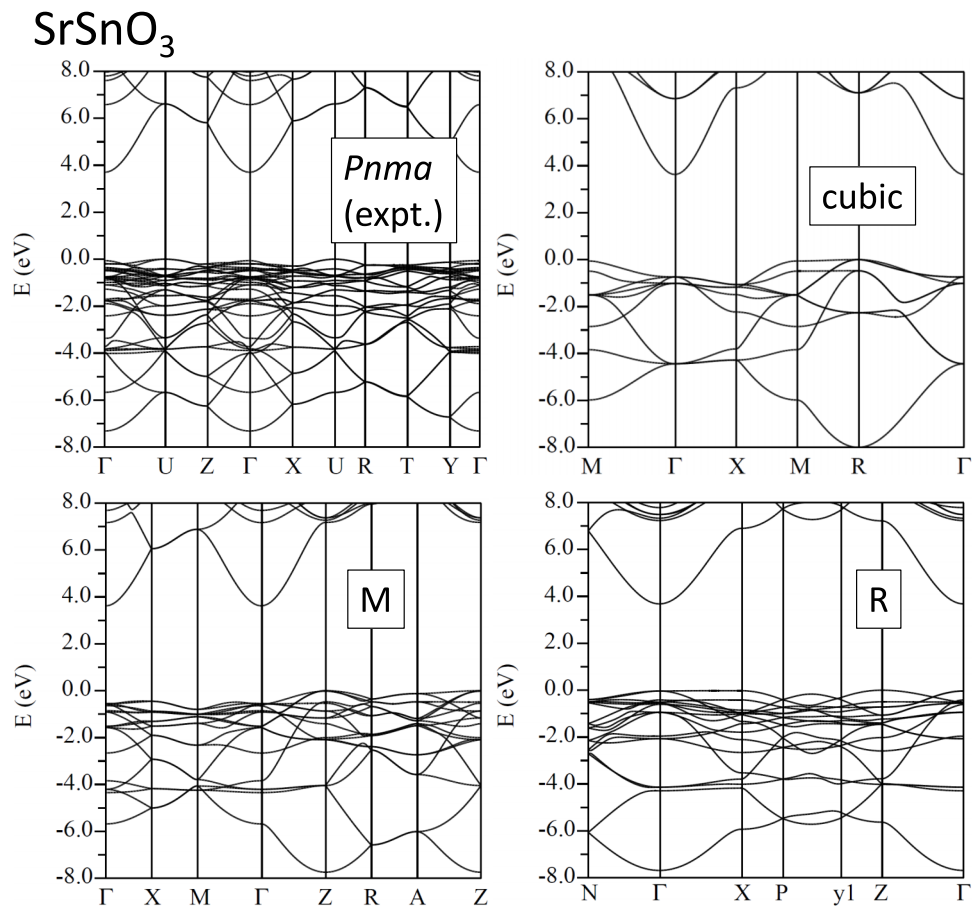 SrSnO3
8.0
6.0
4.0
2.0
0.0
-2.0
-4.0
-6.0
-8.0
E (eV)
Pnma
(expt.)
Γ U Z Γ X U R T Y Γ
8.0
6.0
4.0
2.0
0.0
-2.0
-4.0
-6.0
-8.0
E (eV)
cubic
M Γ X M R Γ
8.0
6.0
4.0
2.0
0.0
-2.0
-4.0
-6.0
-8.0
E (eV)
M
Γ X M Γ Z R A Z
8.0
6.0
4.0
2.0
0.0
-2.0
-4.0
-6.0
-8.0
E (eV)
R
N Γ X P y1 Z Γ